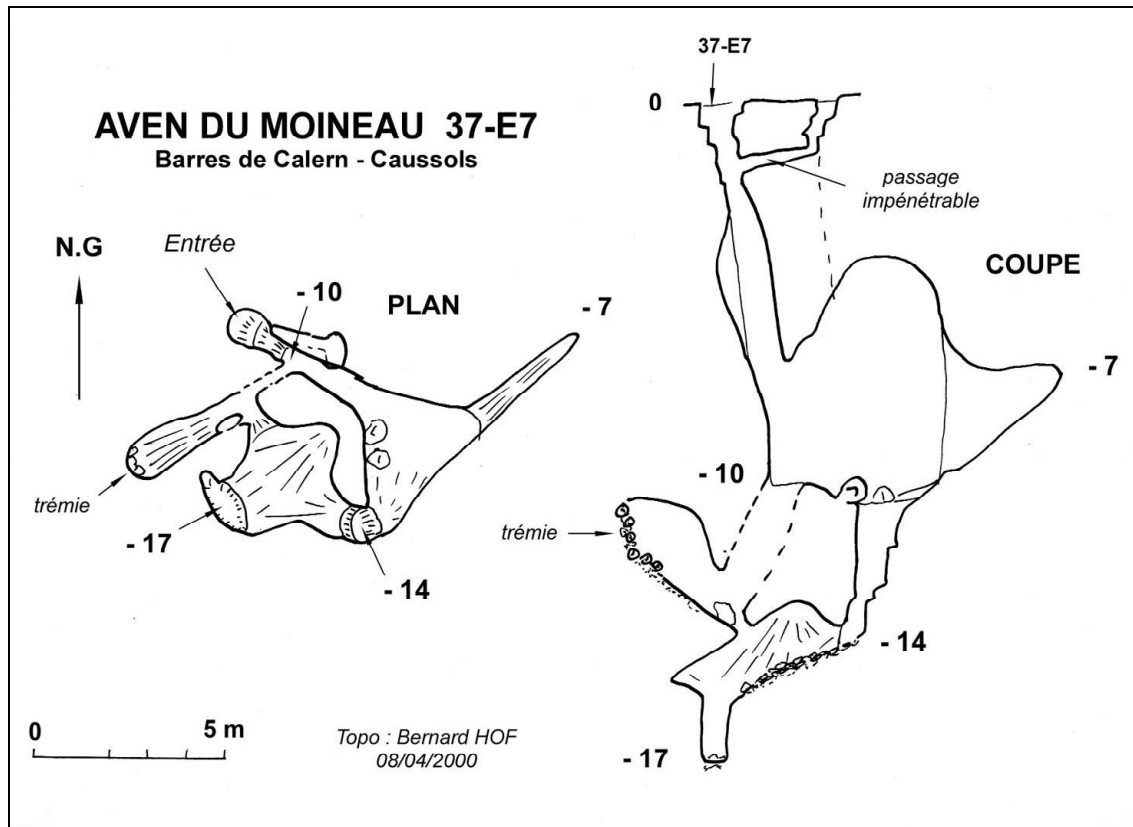 AVEN DU MOINEAU 37-E7
Barres de Calern - Caussols
N.G
Entrée
- 10
PLAN
- 7
trémie
- 17
- 14
0
5 m
Topo : Bernard HOF
08/04/2000
37-E7
0
passage
impénétrable
COUPE
- 7
- 10
trémie
- 14
- 17